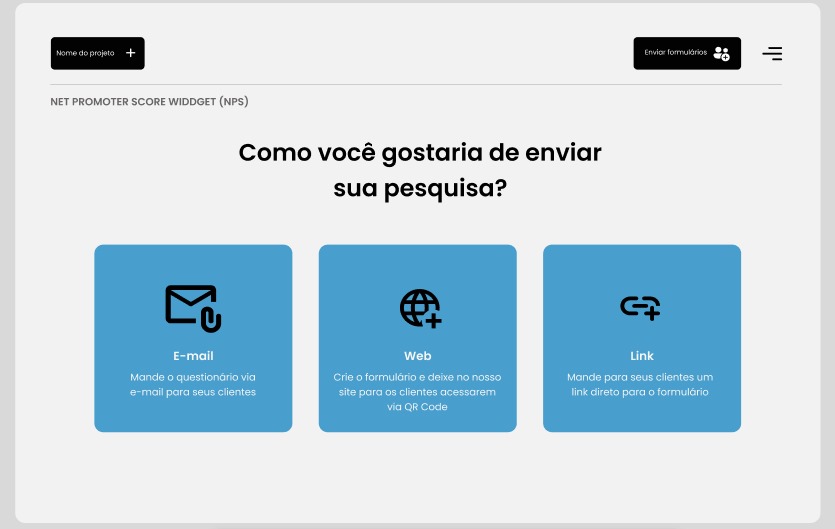 Nome do projeto
Enviar formulários
NET PROMOTER SCORE WIDDGET (NPS)
Como você gostaria de enviar
sua pesquisa?
E-mail
Mande o questionário via
e-mail para seus clientes
Web
Crie o formulário e deixe no nosso
site para os clientes acessarem
via QR Code
Link
Mande para seus clientes um
link direto para o formulário